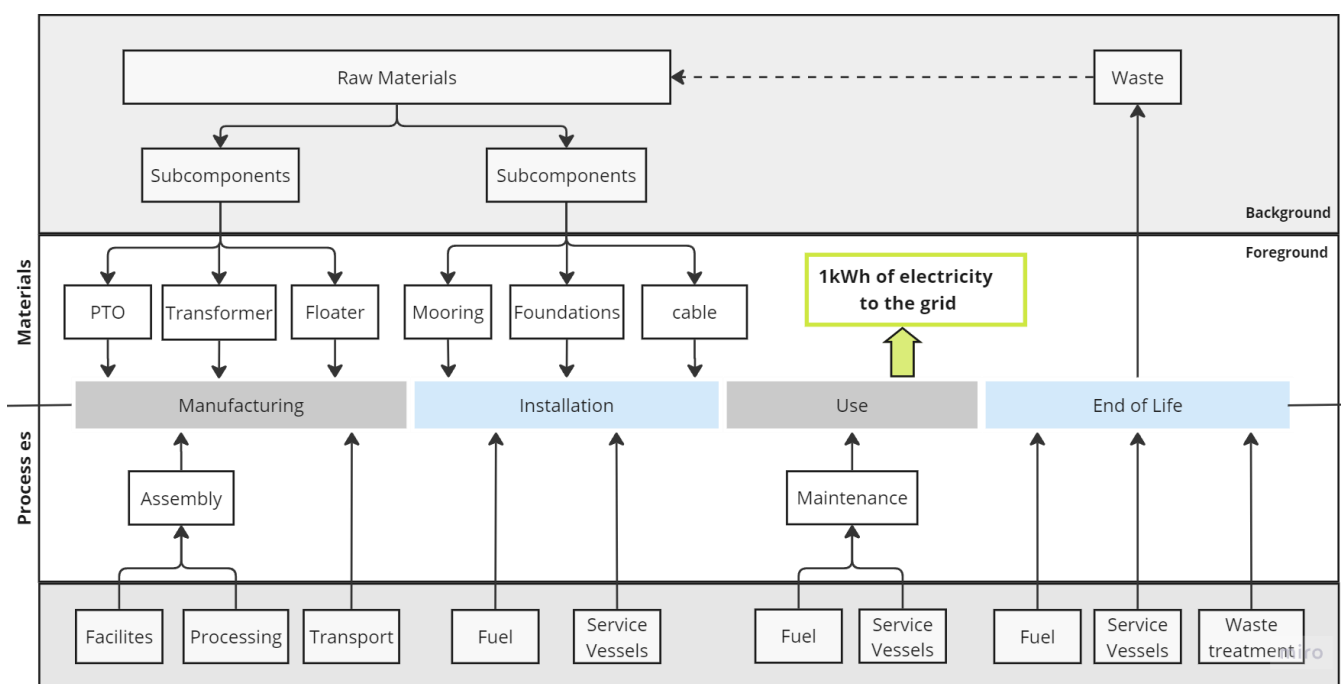 Raw Materials
Waste
Subcomponents
Subcomponents
Background
Foreground
Materials
1kWh of electricity
to the grid
PTO
Transformer
Floater
Mooring
Foundations
cable
Manufacturing
Installation
Use
End of Life
Process es
Assembly
Maintenance
Facilites
Processing
Transport
Fuel
Service
Vessels
Fuel
Service
Vessels
Fuel
Service
Vessels
Waste
treatment
miro